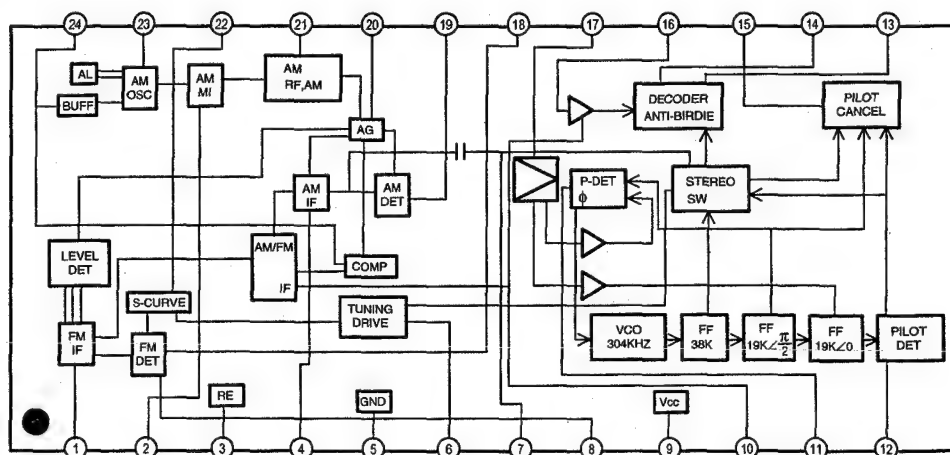 24 23 22 21 20 19 18 17 16 15 14 13
AL
AM
OSC
AM
MI
AM
RF,AM
DECODER
ANTI-BIRDIE
PILOT
CANCEL
BUFF
AG
AM
IF
AM
DET
P-DET
ϕ
STEREO
SW
LEVEL
DET
AM/FM
IF
COMP
S-CURVE
TUNING
DRIVE
FM
IF
FM
DET
VCO
304KHZ
FF
38K
FF
19K∠π/2
FF
19K∠0
PILOT
DET
RE
GND
Vcc
1 2 3 4 5 6 7 8 9 10 11 12